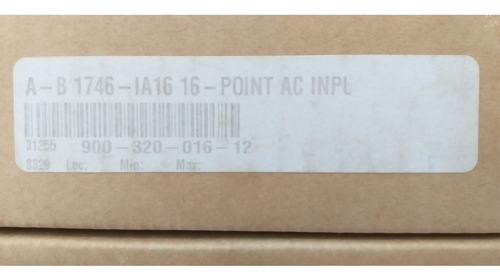 A-B 1746-IA16 16-POINT AC INPU
31255 900-320-016-12
8329 Loc: Min: Max: